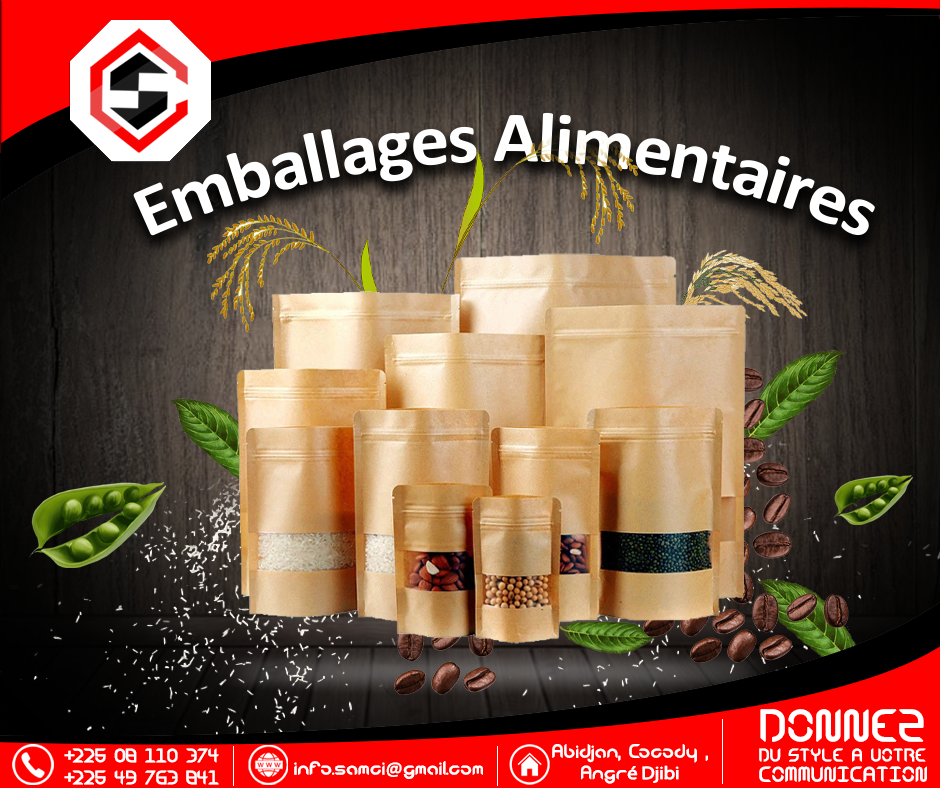 Emballages Alimentaires
+225 08 110 374
+225 49 763 841
info.samci@gmail.com
Abidjan, Cocody ,
Angré Djibi
DONNEZ
DU STYLE A VOTRE
COMMUNICATION